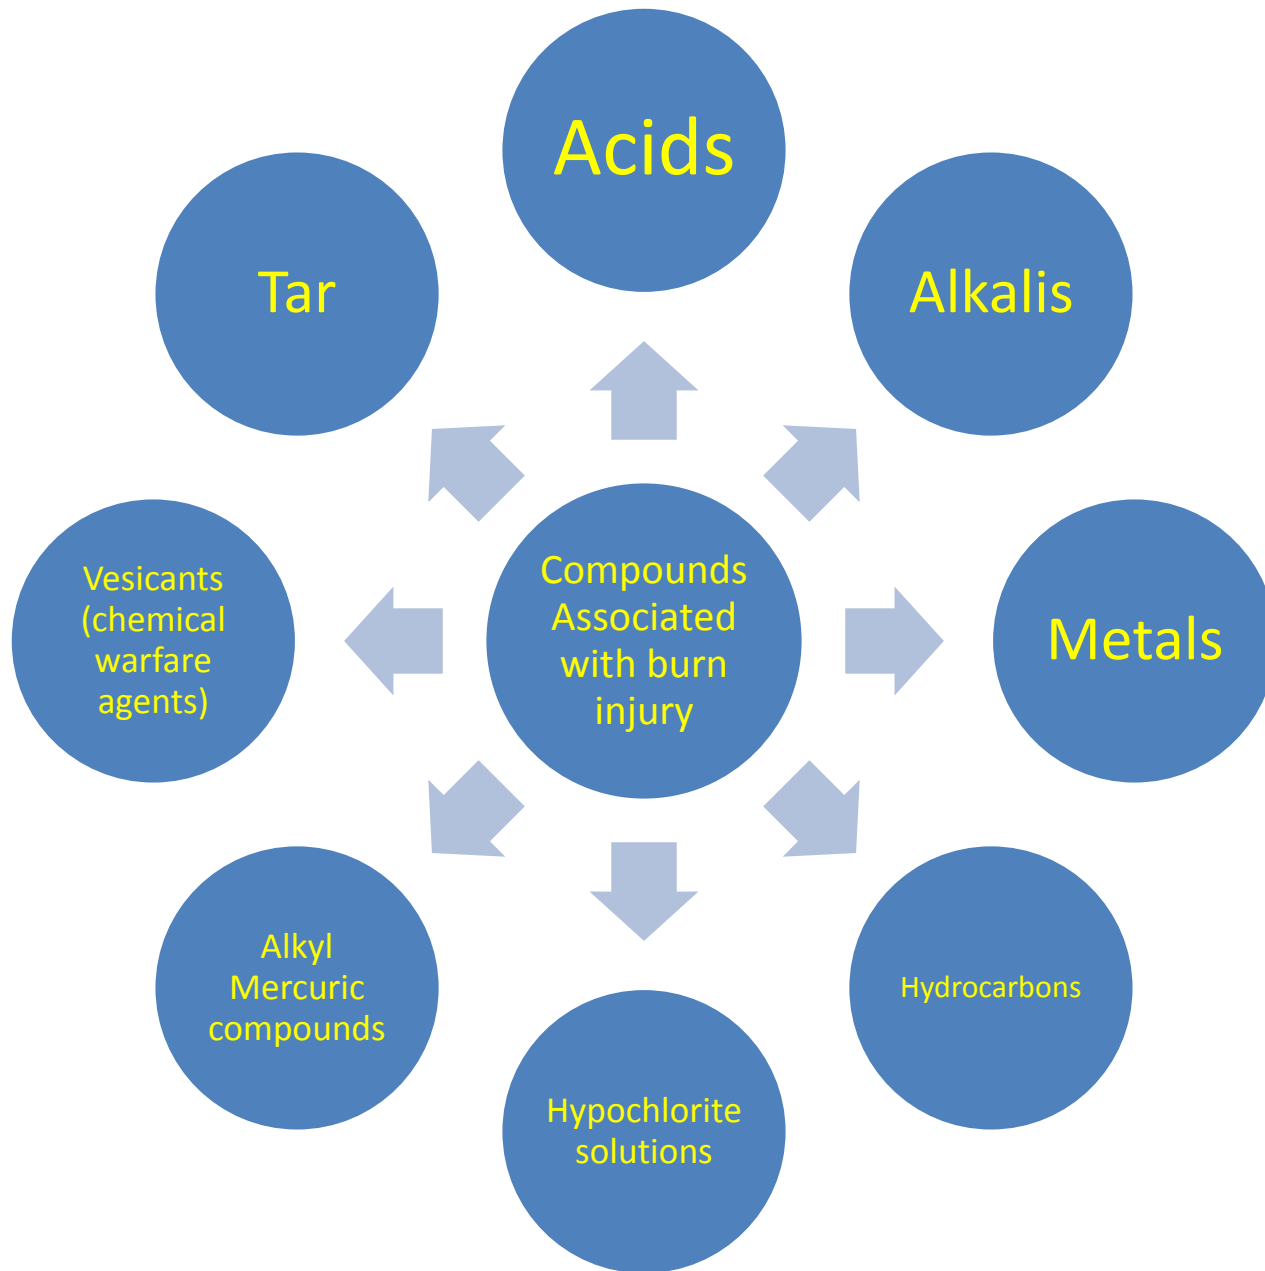 Acids
Tar
Alkalis
Vesicants
(chemical
warfare
agents)
Compounds
Associated
with burn
injury
Metals
Alkyl
Mercuric
compounds
Hydrocarbons
Hypochlorite
solutions